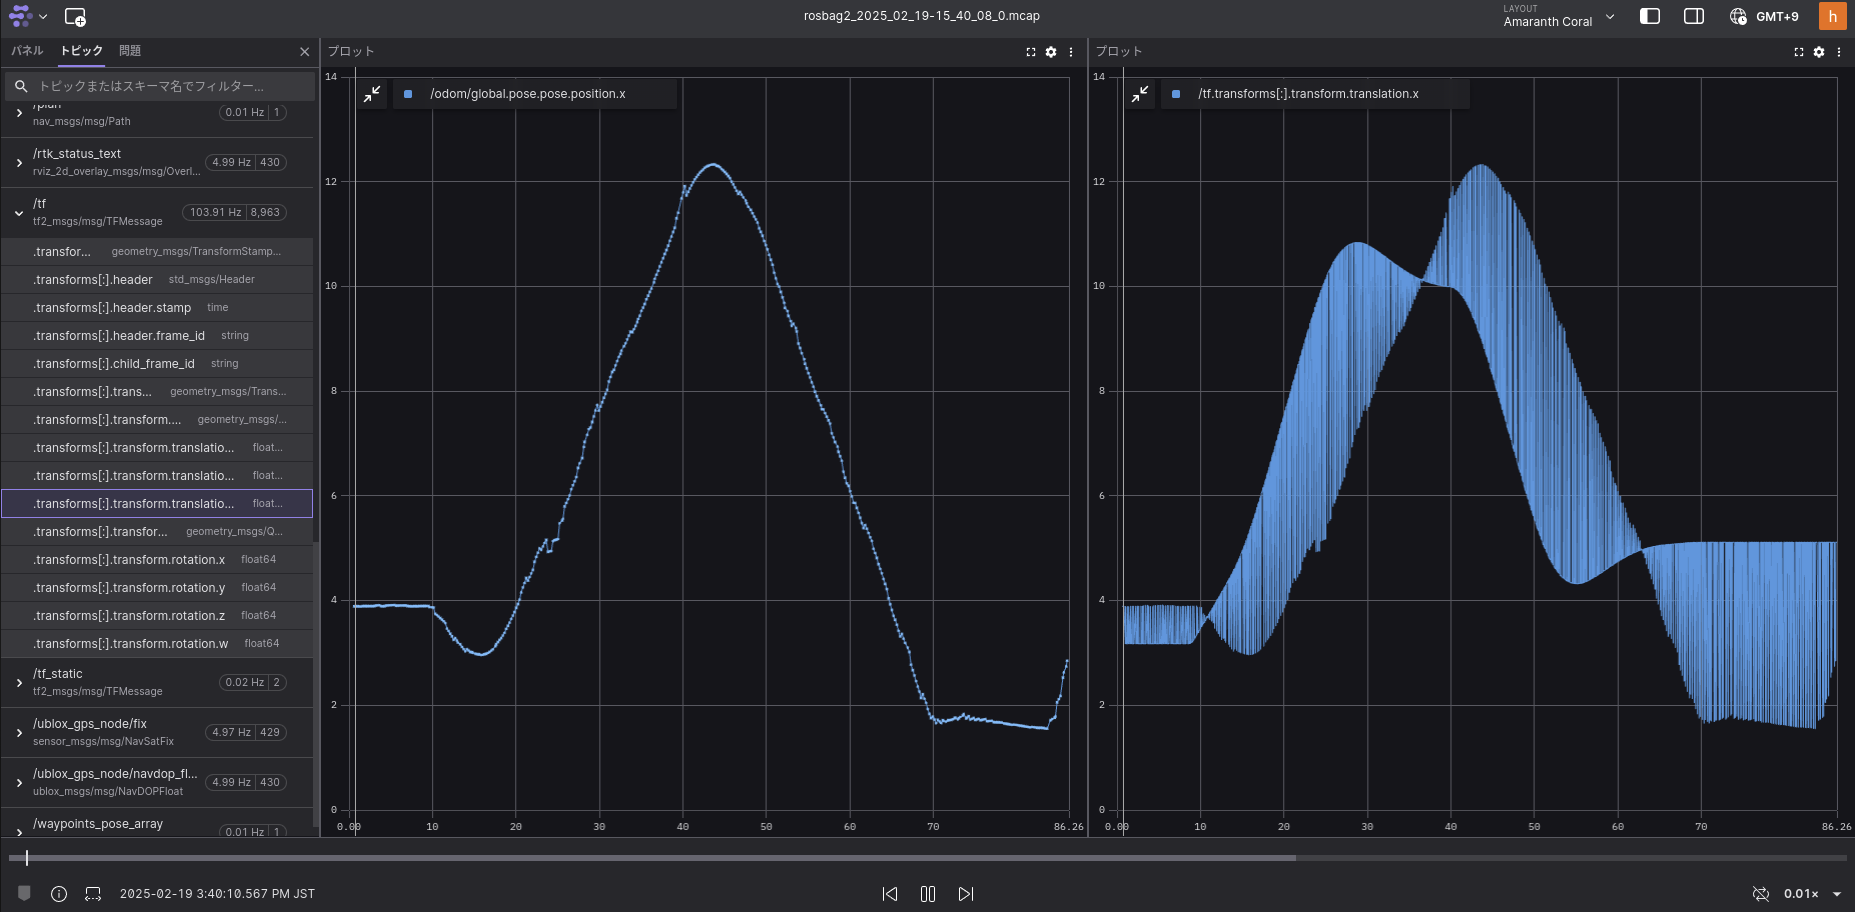 rosbag2_2025_02_19-15_40_08_0.mcap
LAYOUT
Amaranth Coral
GMT+9
h
パネル
トピック
問題
トピックまたはスキーマ名でフィルター...
/plan
nav_msgs/msg/Path
0.01 Hz 1
/rtk_status_text
rviz_2d_overlay_msgs/msg/Overl...
4.99 Hz 430
/tf
tf2_msgs/msg/TFMessage
103.91 Hz 8,963
.transfor... geometry_msgs/TransformStamp...
.transforms[:].header std_msgs/Header
.transforms[:].header.stamp time
.transforms[:].header.frame_id string
.transforms[:].child_frame_id string
.transforms[:].trans... geometry_msgs/Trans...
.transforms[:].transform.... geometry_msgs/...
.transforms[:].transform.translatio... float...
.transforms[:].transform.translatio... float...
.transforms[:].transform.translatio... float...
.transforms[:].transfor... geometry_msgs/Q...
.transforms[:].transform.rotation.x float64
.transforms[:].transform.rotation.y float64
.transforms[:].transform.rotation.z float64
.transforms[:].transform.rotation.w float64
/tf_static
tf2_msgs/msg/TFMessage
0.02 Hz 2
/ublox_gps_node/fix
sensor_msgs/msg/NavSatFix
4.97 Hz 429
/ublox_gps_node/navdop_fl...
ublox_msgs/msg/NavDOPFloat
4.99 Hz 430
/waypoints_pose_array
0.01 Hz 1
プロット
/odom/global.pose.pose.position.x
14
12
10
8
6
4
2
0
0.00 10 20 30 40 50 60 70 86.26
プロット
/tf.transforms[:].transform.translation.x
14
12
10
8
6
4
2
0
0.00 10 20 30 40 50 60 70 86.26
2025-02-19 3:40:10.567 PM JST
0.01×